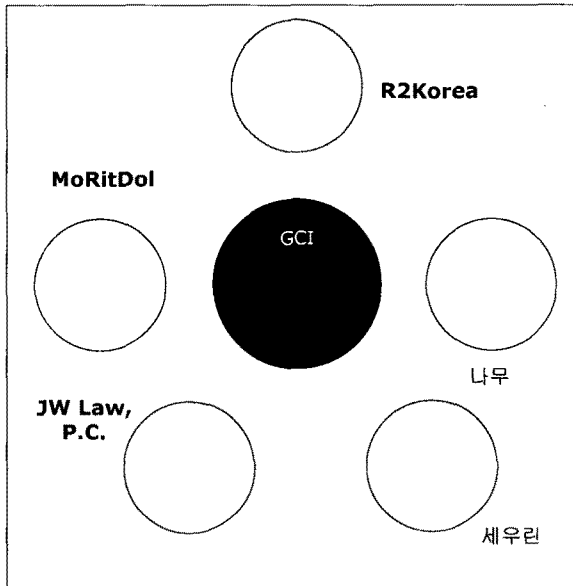 R2Korea
MoRitDol
GCI
나무
JW Law,
P.C.
세우린